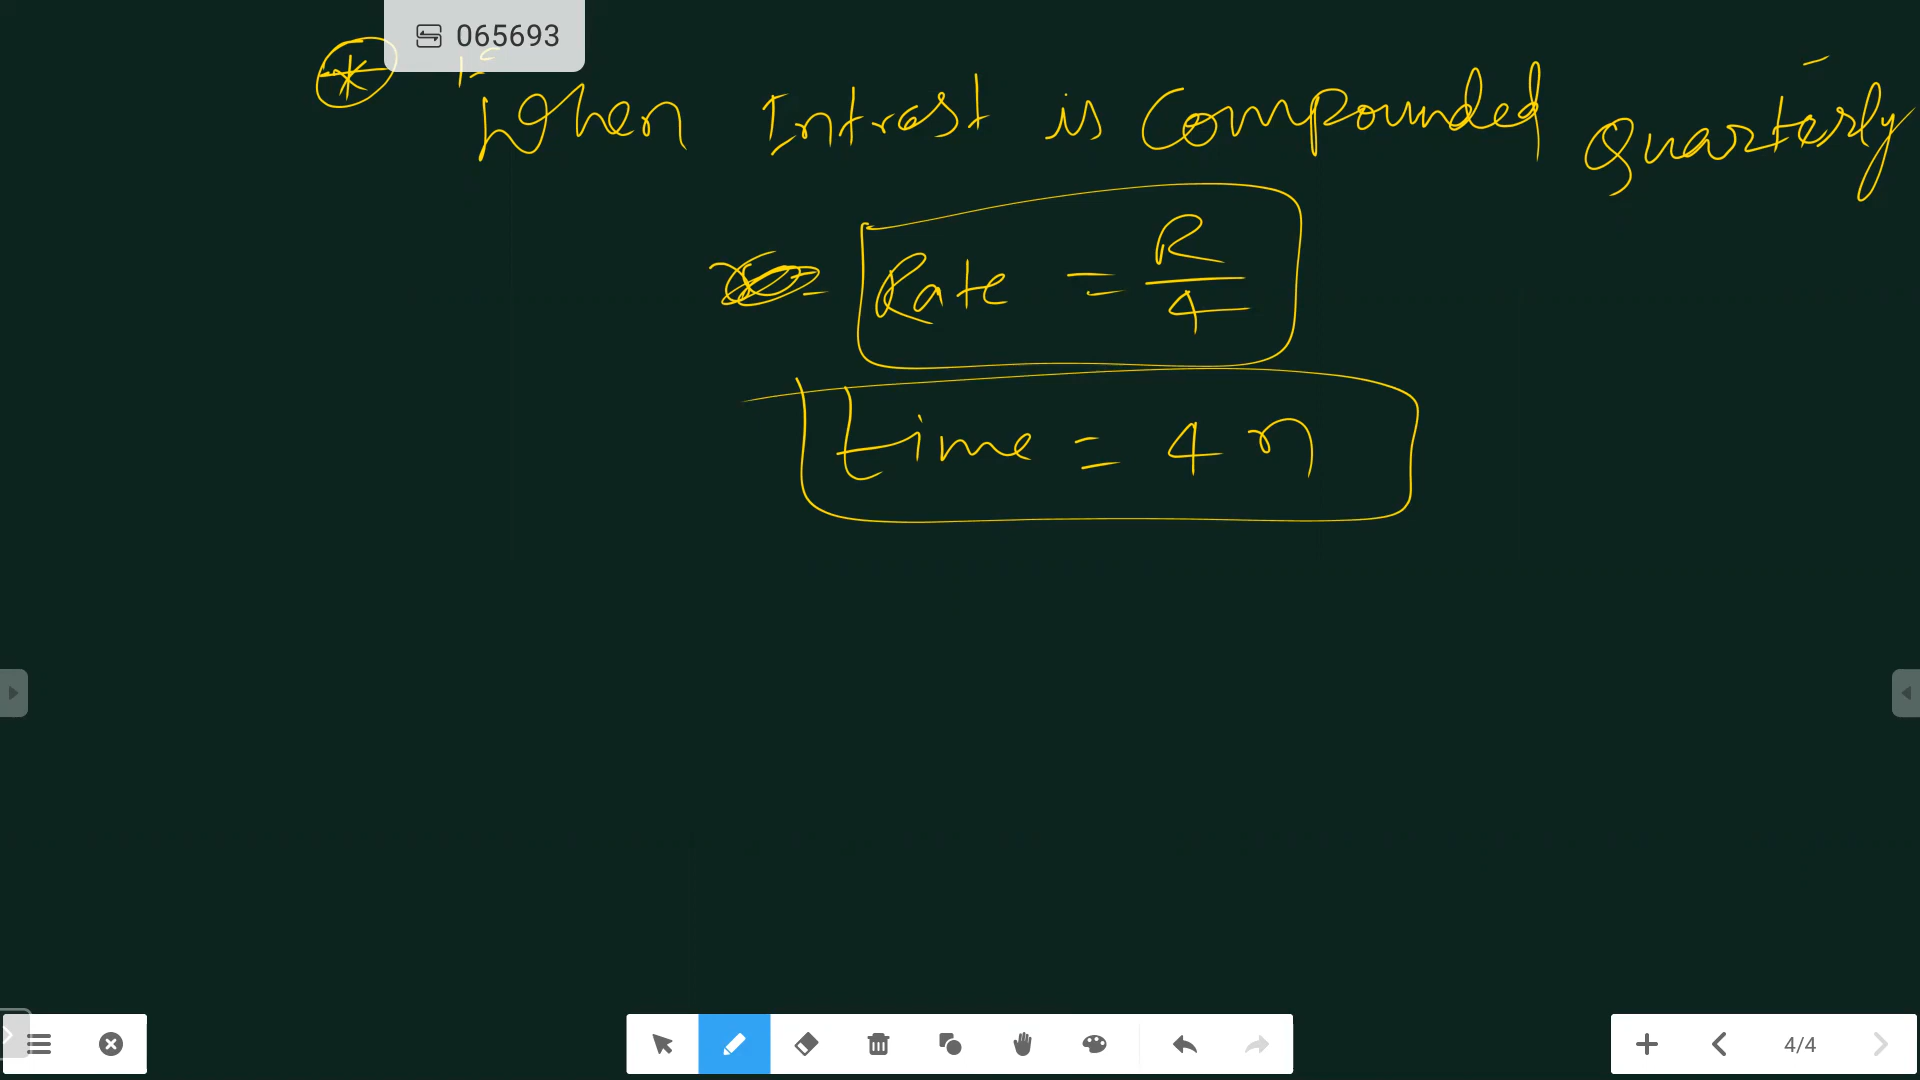 065693
When Intrest is Compounded Quarterly
Rate = R/4
time = 4n
4/4